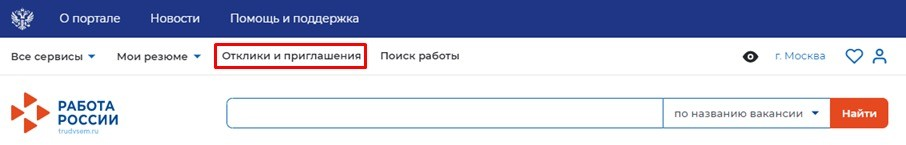 О портале Новости Помощь и поддержка
Все сервисы Мои резюме Отклики и приглашения Поиск работы г. Москва
РАБОТА
РОССИИ
trudvsem.ru
по названию вакансии Найти